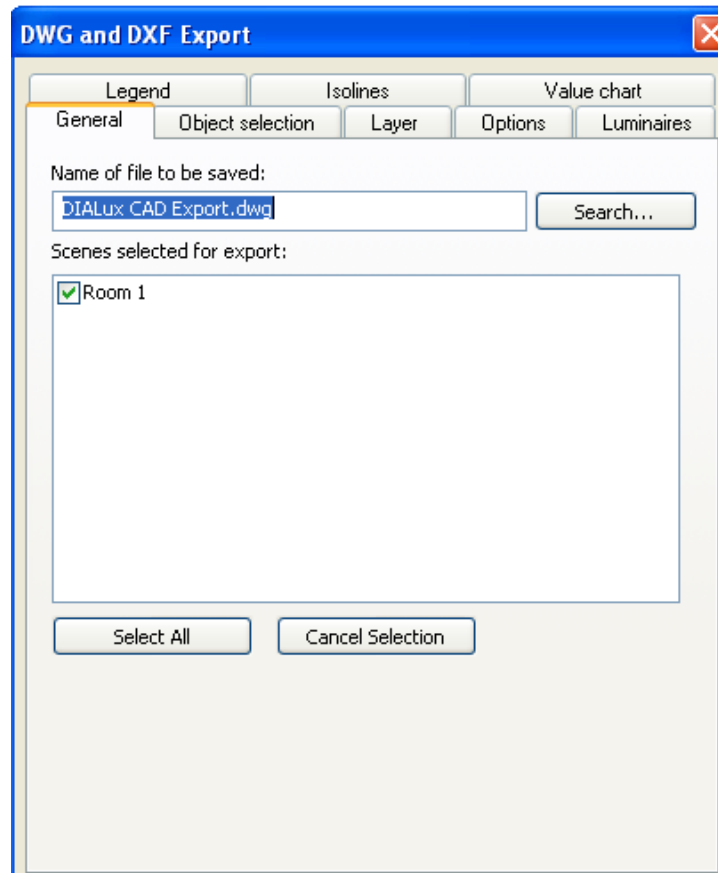 DWG and DXF Export
Legend Isolines Value chart
General Object selection Layer Options Luminaires
Name of file to be saved:
DIALux CAD Export.dwg Search...
Scenes selected for export:
Room 1
Select All Cancel Selection